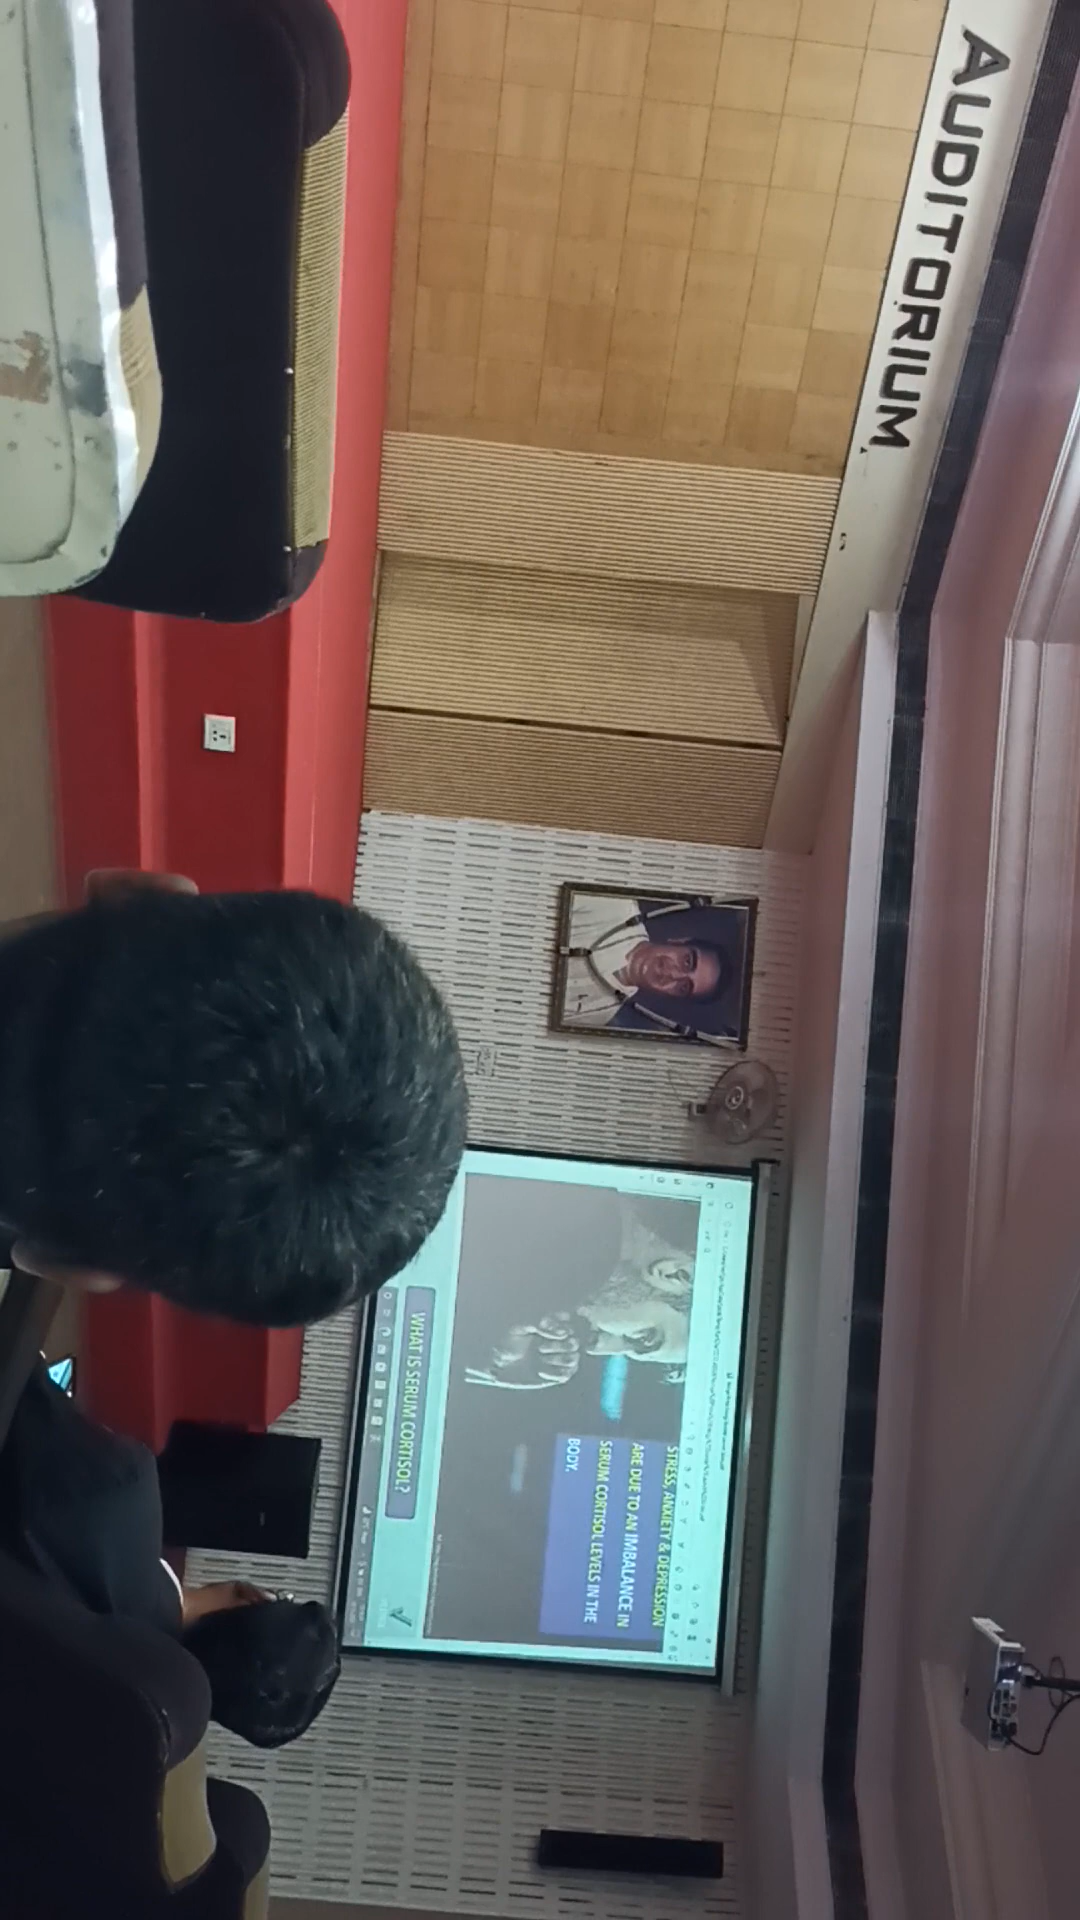 AUDITORIUM
STRESS, ANXIETY & DEPRESSION
ARE DUE TO AN IMBALANCE IN
SERUM CORTISOL LEVELS IN THE
BODY.
WHAT IS SERUM CORTISOL?